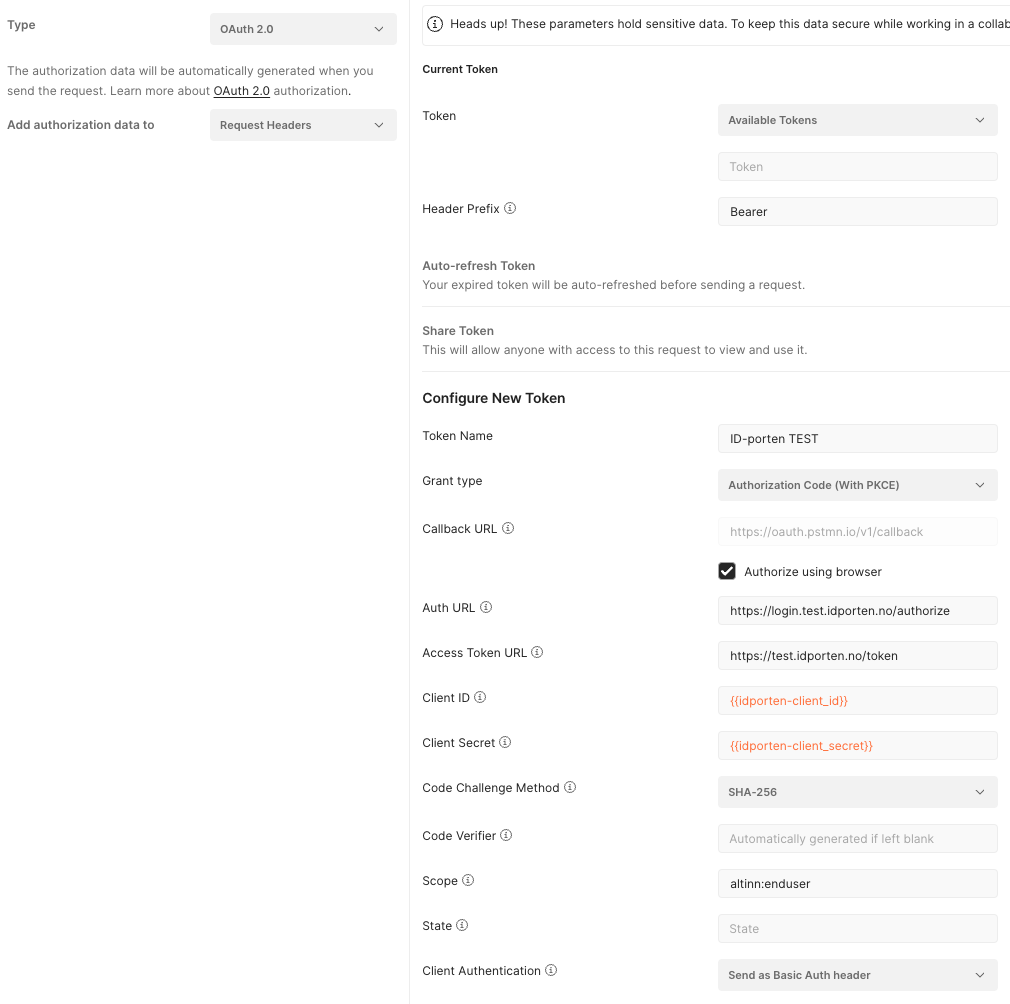 Type
OAuth 2.0
The authorization data will be automatically generated when you
send the request. Learn more about OAuth 2.0 authorization.
Add authorization data to
Request Headers
Heads up! These parameters hold sensitive data. To keep this data secure while working in a collab
Current Token
Token
Available Tokens
Token
Header Prefix
Bearer
Auto-refresh Token
Your expired token will be auto-refreshed before sending a request.
Share Token
This will allow anyone with access to this request to view and use it.
Configure New Token
Token Name
ID-porten TEST
Grant type
Authorization Code (With PKCE)
Callback URL
https://oauth.pstmn.io/v1/callback
Authorize using browser
Auth URL
https://login.test.idporten.no/authorize
Access Token URL
https://test.idporten.no/token
Client ID
{{idporten-client_id}}
Client Secret
{{idporten-client_secret}}
Code Challenge Method
SHA-256
Code Verifier
Automatically generated if left blank
Scope
altinn:enduser
State
State
Client Authentication
Send as Basic Auth header